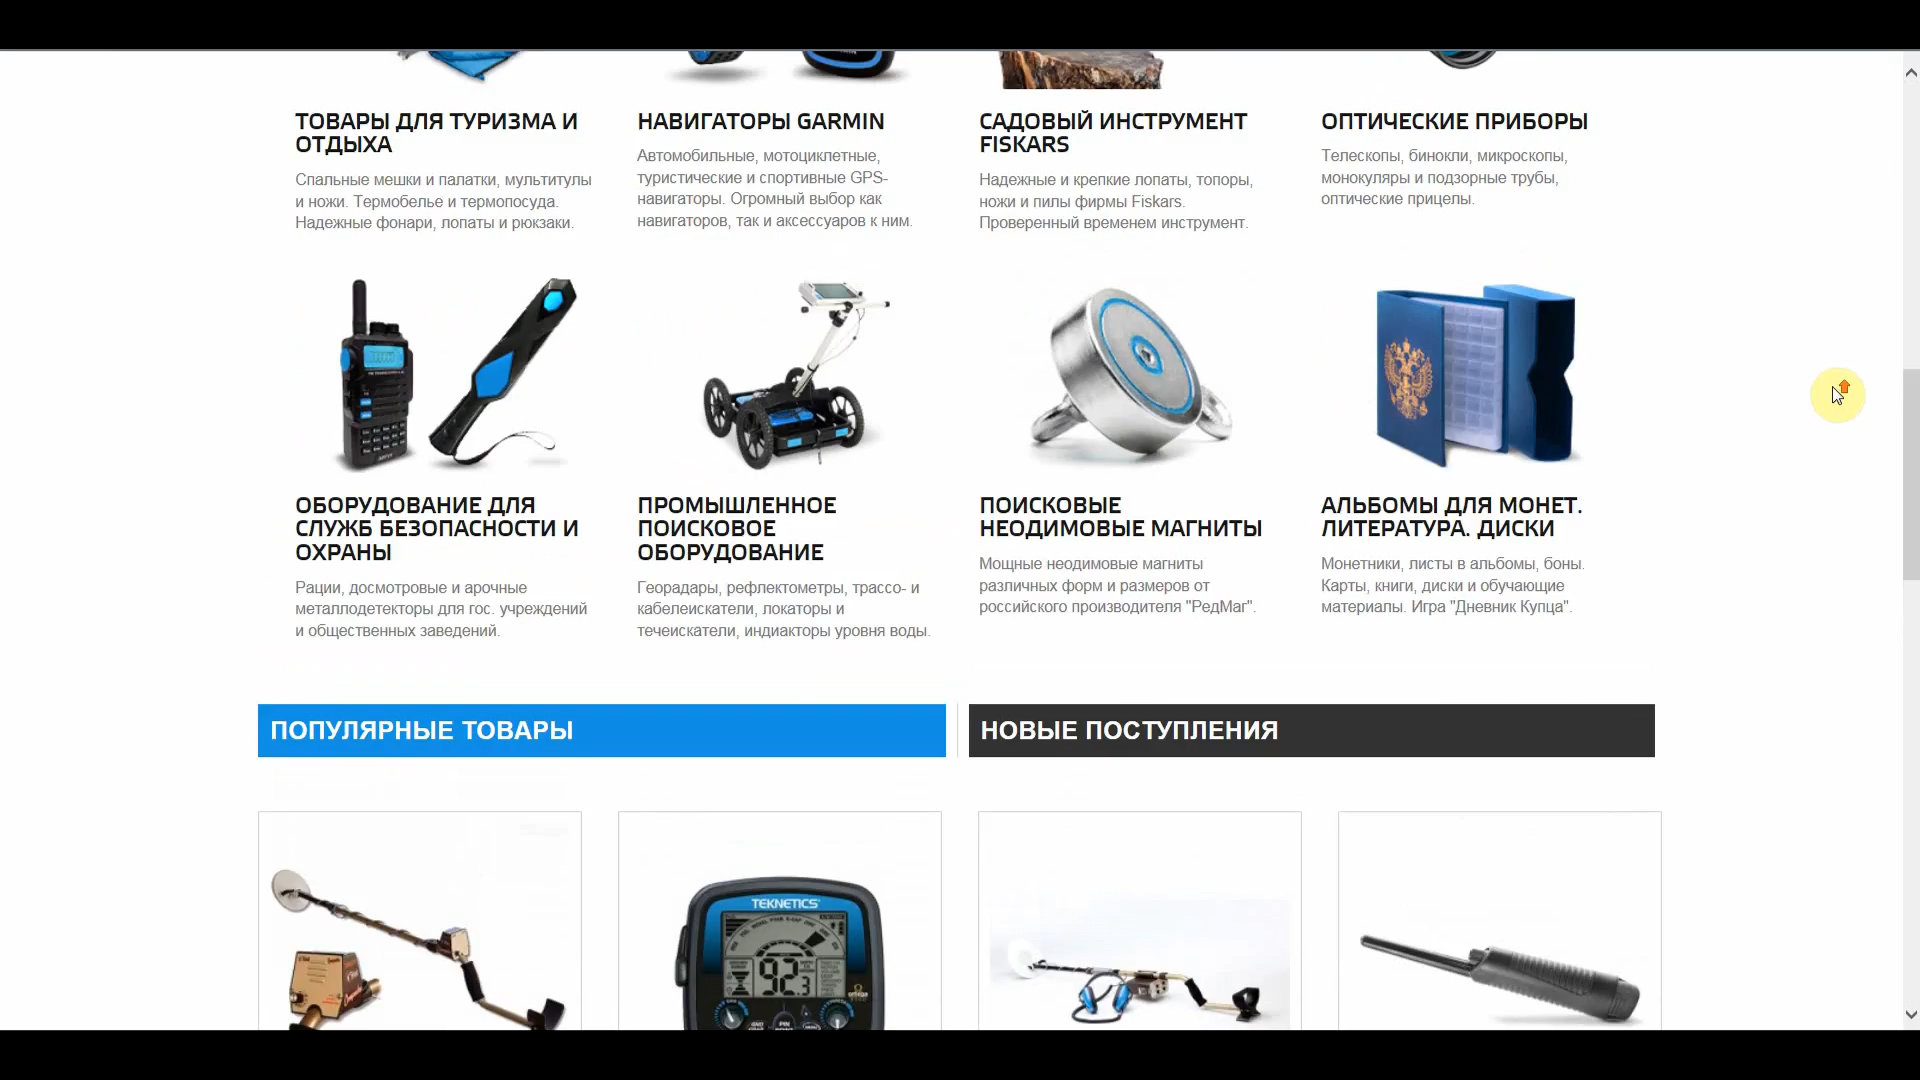 ТОВАРЫ ДЛЯ ТУРИЗМА И
ОТДЫХА
Спальные мешки и палатки, мультитулы
и ножи. Термобелье и термопосуда.
Надежные фонари, лопаты и рюкзаки.
НАВИГАТОРЫ GARMIN
Автомобильные, мотоциклетные,
туристические и спортивные GPS-
навигаторы. Огромный выбор как
навигаторов, так и аксессуаров к ним.
САДОВЫЙ ИНСТРУМЕНТ
FISKARS
Надежные и крепкие лопаты, топоры,
ножи и пилы фирмы Fiskars.
Проверенный временем инструмент.
ОПТИЧЕСКИЕ ПРИБОРЫ
Телескопы, бинокли, микроскопы,
монокуляры и подзорные трубы,
оптические прицелы.
ОБОРУДОВАНИЕ ДЛЯ
СЛУЖБ БЕЗОПАСНОСТИ И
ОХРАНЫ
Рации, досмотровые и арочные
металлодетекторы для гос. учреждений
и общественных заведений.
ПРОМЫШЛЕННОЕ
ПОИСКОВОЕ
ОБОРУДОВАНИЕ
Георадары, рефлектометры, трассо- и
кабелеискатели, локаторы и
течеискатели, индиакторы уровня воды.
ПОИСКОВЫЕ
НЕОДИМОВЫЕ МАГНИТЫ
Мощные неодимовые магниты
различных форм и размеров от
российского производителя "РедМаг".
АЛЬБОМЫ ДЛЯ МОНЕТ.
ЛИТЕРАТУРА. ДИСКИ
Монетники, листы в альбомы, боны.
Карты, книги, диски и обучающие
материалы. Игра "Дневник Купца".
ПОПУЛЯРНЫЕ ТОВАРЫ
НОВЫЕ ПОСТУПЛЕНИЯ
TEKNETICS
92.3
omega
PIN